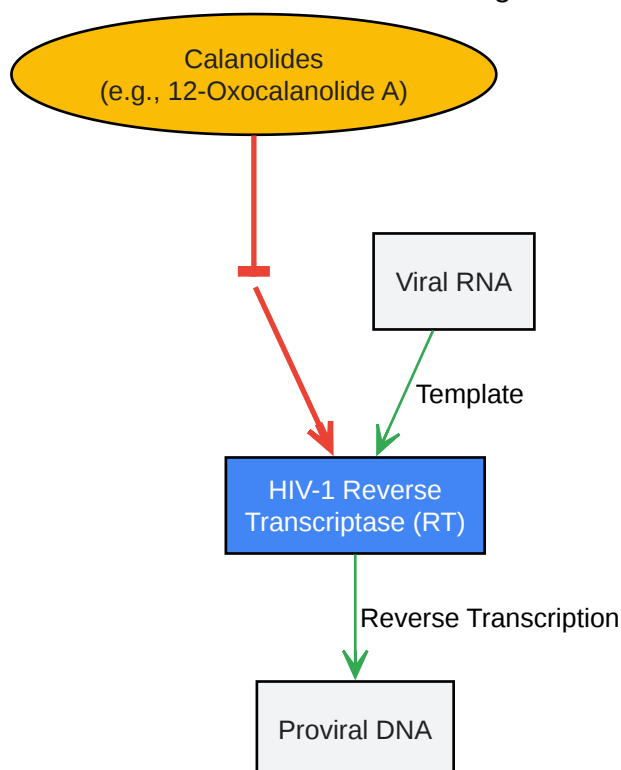 Calanolides
(e.g., 12-Oxocalanolide A)
Viral RNA
Template
HIV-1 Reverse
Transcriptase (RT)
Reverse Transcription
Proviral DNA